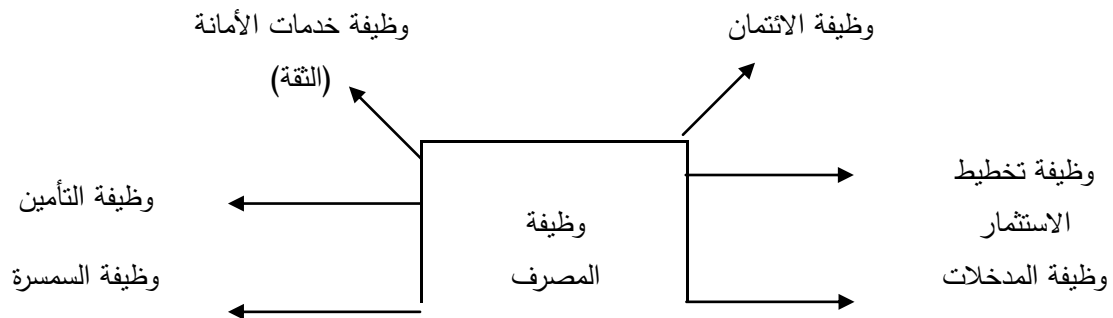 وظيفة الائتمان
وظيفة خدمات الأمانة
(الثقة)
وظيفة تخطيط
الاستثمار
وظيفة المدخلات
وظيفة
المصرف
وظيفة التأمين
وظيفة السمسرة